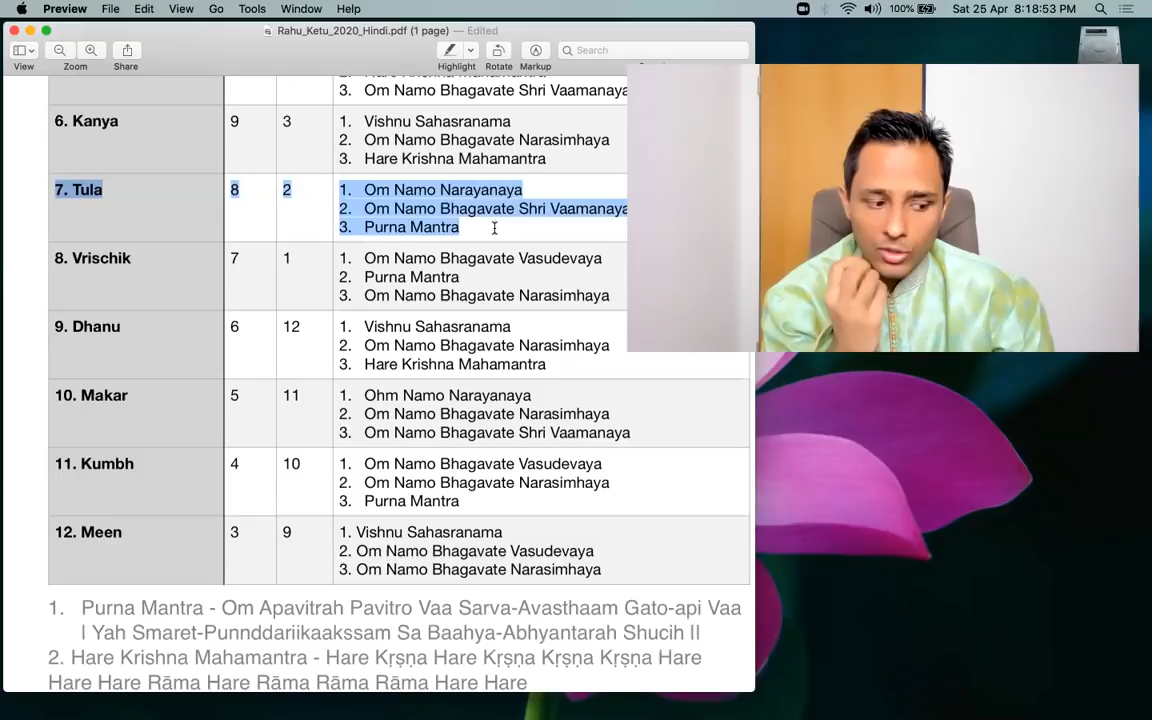 Preview File Edit View Go Tools Window Help 100% Sat 25 Apr 8:18:53 PM
Rahu_Ketu_2020_Hindi.pdf (1 page) — Edited
View Zoom Share Highlight Rotate Markup Search
3. Om Namo Bhagavate Shri Vaamanaya
6. Kanya 9 3 1. Vishnu Sahasranama
2. Om Namo Bhagavate Narasimhaya
3. Hare Krishna Mahamantra
7. Tula 8 2 1. Om Namo Narayanaya
2. Om Namo Bhagavate Shri Vaamanaya
3. Purna Mantra
8. Vrischik 7 1 1. Om Namo Bhagavate Vasudevaya
2. Purna Mantra
3. Om Namo Bhagavate Narasimhaya
9. Dhanu 6 12 1. Vishnu Sahasranama
2. Om Namo Bhagavate Narasimhaya
3. Hare Krishna Mahamantra
10. Makar 5 11 1. Ohm Namo Narayanaya
2. Om Namo Bhagavate Narasimhaya
3. Om Namo Bhagavate Shri Vaamanaya
11. Kumbh 4 10 1. Om Namo Bhagavate Vasudevaya
2. Om Namo Bhagavate Narasimhaya
3. Purna Mantra
12. Meen 3 9 1. Vishnu Sahasranama
2. Om Namo Bhagavate Vasudevaya
3. Om Namo Bhagavate Narasimhaya
1. Purna Mantra - Om Apavitrah Pavitro Vaa Sarva-Avasthaam Gato-api Vaa
| Yah Smaret-Punnddariikaakssam Sa Baahya-Abhyantarah Shucih ||
2. Hare Krishna Mahamantra - Hare Kṛṣṇa Hare Kṛṣṇa Kṛṣṇa Kṛṣṇa Hare
Hare Hare Rāma Hare Rāma Rāma Rāma Hare Hare